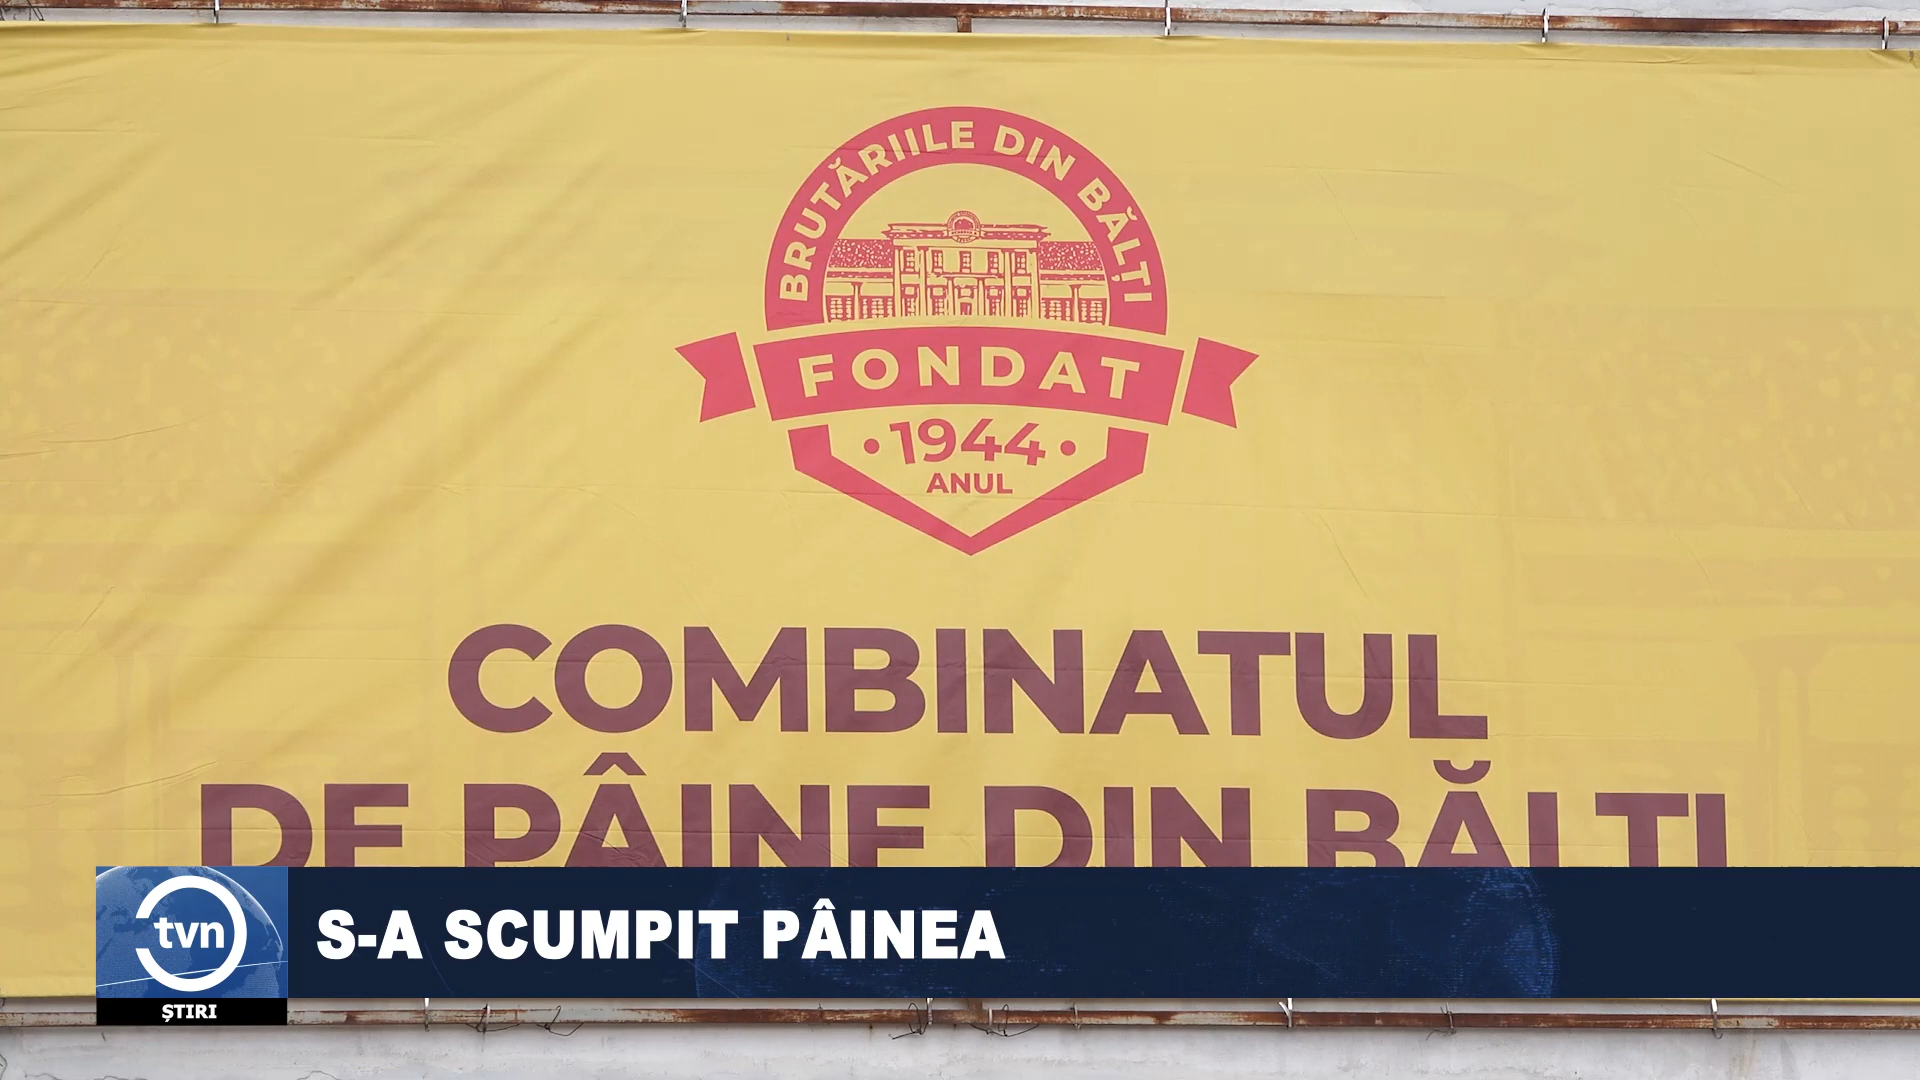 BRUTĂRIILE DIN BĂLȚI
FONDAT
• 1944 •
ANUL
COMBINATUL
DE PÂINE DIN BĂLȚI
tvn
S-A SCUMPIT PÂINEA
ȘTIRI